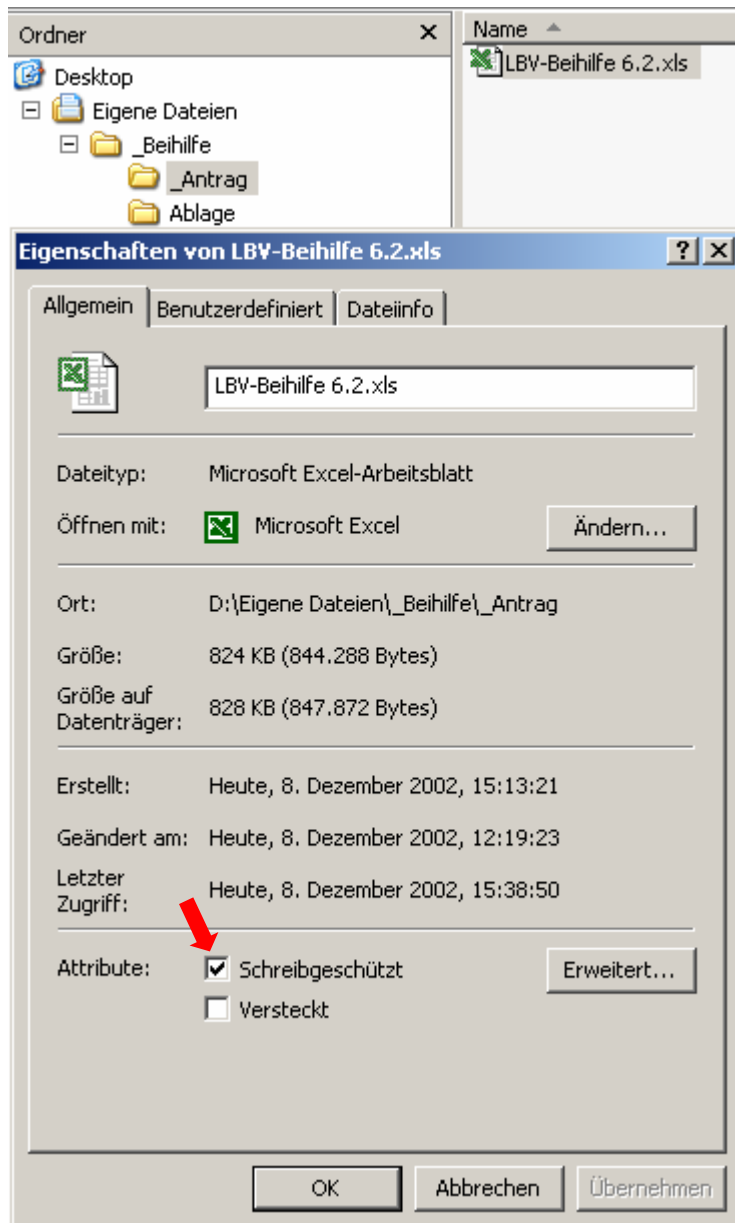 Ordner
Desktop
Eigene Dateien
_Beihilfe
_Antrag
Ablage
Name
LBV-Beihilfe 6.2.xls
Eigenschaften von LBV-Beihilfe 6.2.xls
Allgemein Benutzerdefiniert Dateiinfo
LBV-Beihilfe 6.2.xls
Dateityp: Microsoft Excel-Arbeitsblatt
Öffnen mit: Microsoft Excel Ändern...
Ort: D:\Eigene Dateien\_Beihilfe\_Antrag
Größe: 824 KB (844.288 Bytes)
Größe auf
Datenträger: 828 KB (847.872 Bytes)
Erstellt: Heute, 8. Dezember 2002, 15:13:21
Geändert am: Heute, 8. Dezember 2002, 12:19:23
Letzter
Zugriff: Heute, 8. Dezember 2002, 15:38:50
Attribute: Schreibgeschützt Erweitert...
Versteckt
OK Abbrechen Übernehmen